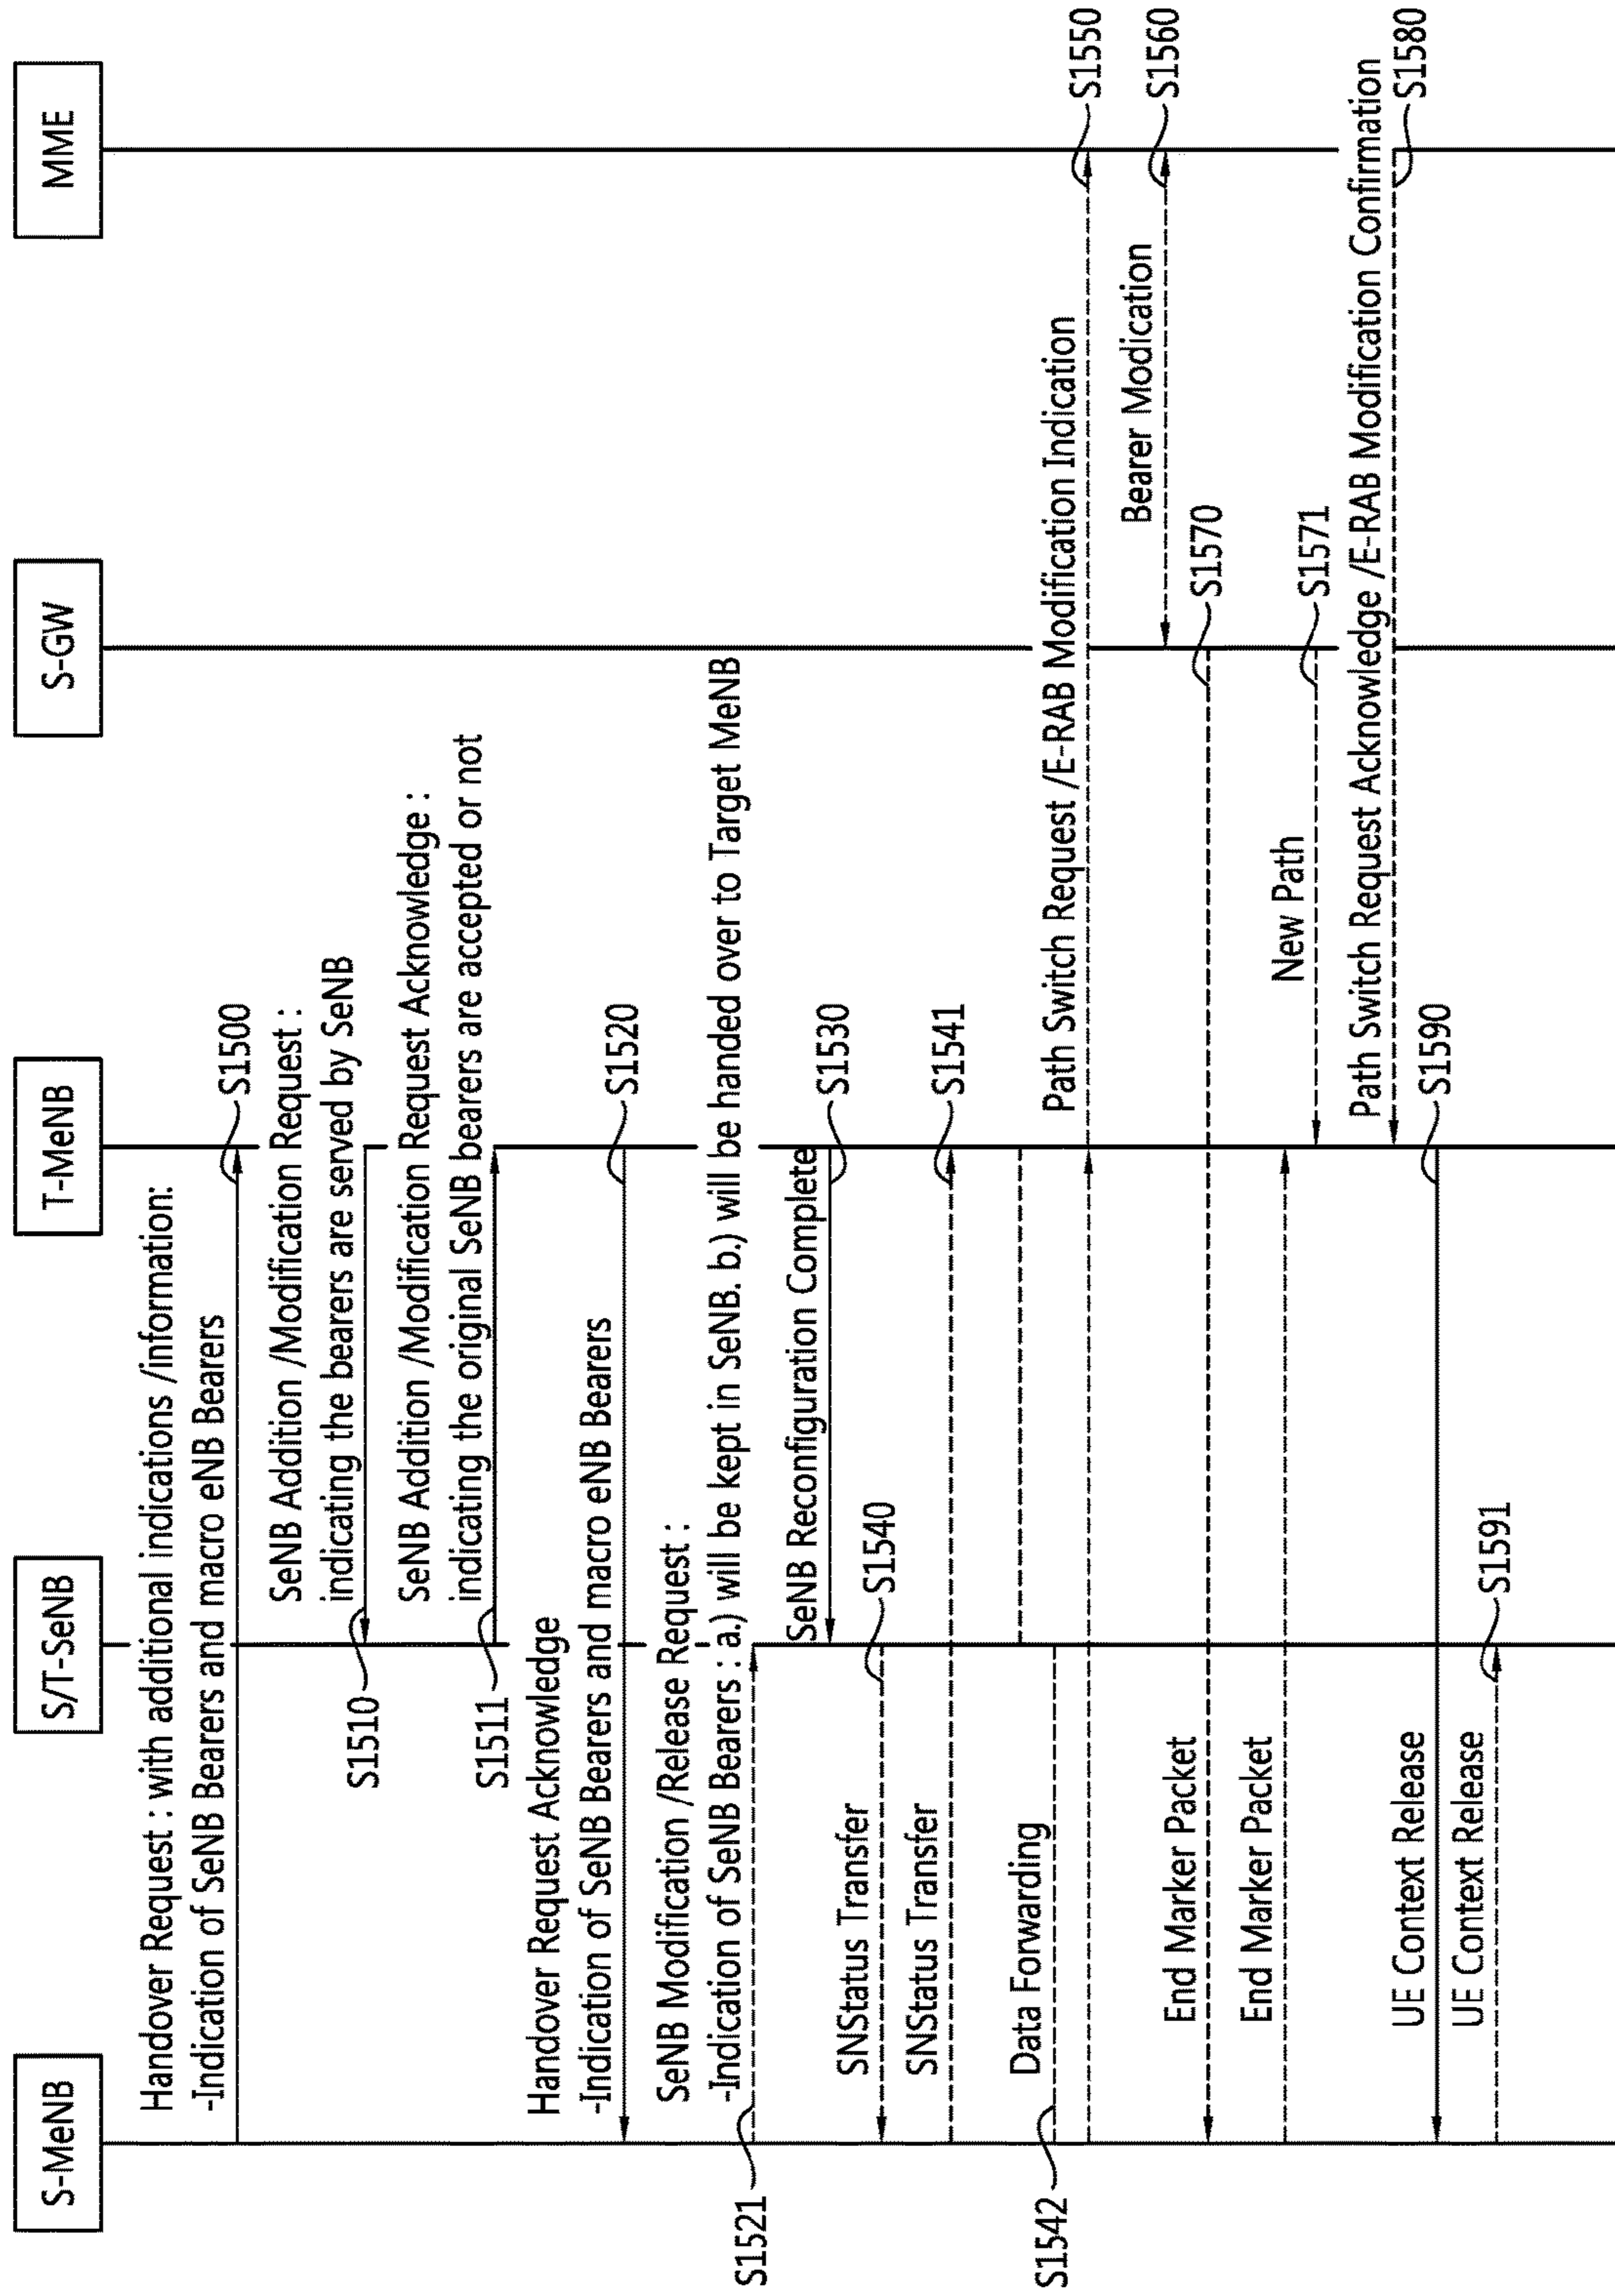 S-MeNB
S/T-SeNB
T-MeNB
S-GW
MME
Handover Request : with additional indications /information:
-Indication of SeNB Bearers and macro eNB Bearers
S1500
SeNB Addition /Modification Request :
indicating the bearers are served by SeNB
S1510
SeNB Addition /Modification Request Acknowledge :
indicating the original SeNB bearers are accepted or not
S1511
Handover Request Acknowledge
-Indication of SeNB Bearers and macro eNB Bearers
S1520
SeNB Modification /Release Request :
-Indication of SeNB Bearers : a.) will be kept in SeNB. b.) will be handed over to Target MeNB
S1521
SeNB Reconfiguration Complete
S1530
SNStatus Transfer
S1540
SNStatus Transfer
S1541
Data Forwarding
S1542
Path Switch Request /E-RAB Modification Indication
S1550
Bearer Modication
S1560
End Marker Packet
S1570
End Marker Packet
New Path
S1571
Path Switch Request Acknowledge /E-RAB Modification Confirmation
S1580
UE Context Release
S1590
UE Context Release
S1591